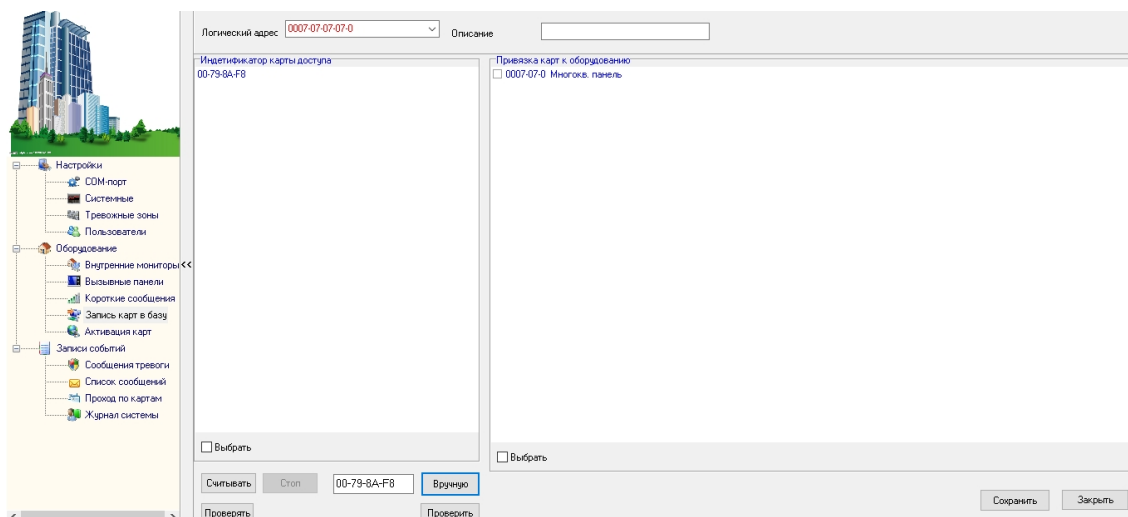 Логический адрес 0007-07-07-07-0 Описание
Индетификатор карты доступа
Привязка карт к оборудованию
00-79-8A-F8
0007-07-0 Многокв. панель
Настройки
COM-порт
Системные
Тревожные зоны
Пользователи
Оборудование
Внутренние мониторы <<
Вызывные панели
Короткие сообщения
Запись карт в базу
Активация карт
Записи событий
Сообщения тревоги
Список сообщений
Проход по картам
Журнал системы
Выбрать
Выбрать
Считывать Стоп 00-79-8A-F8 Вручную
Сохранить Закрыть
Проверять Проверить